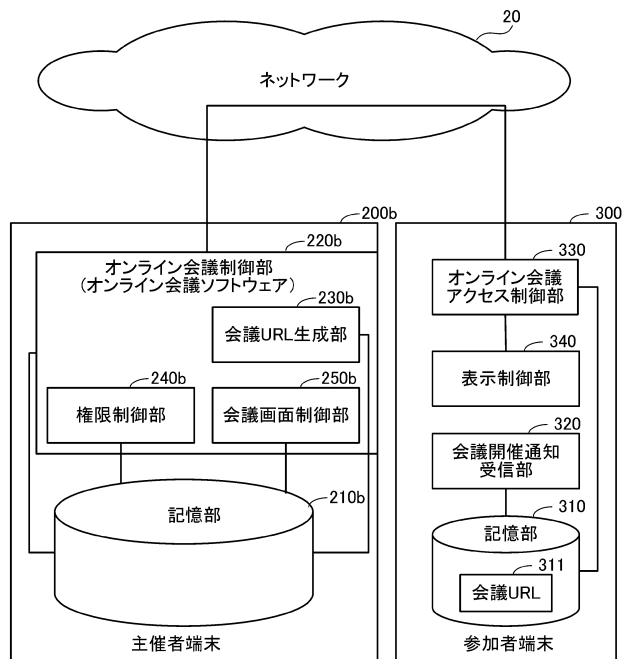 20
ネットワーク
200b
220b
オンライン会議制御部
(オンライン会議ソフトウェア)
230b
会議URL生成部
240b
権限制御部
250b
会議画面制御部
210b
記憶部
主催者端末
300
330
オンライン会議
アクセス制御部
340
表示制御部
320
会議開催通知
受信部
310
記憶部
311
会議URL
参加者端末